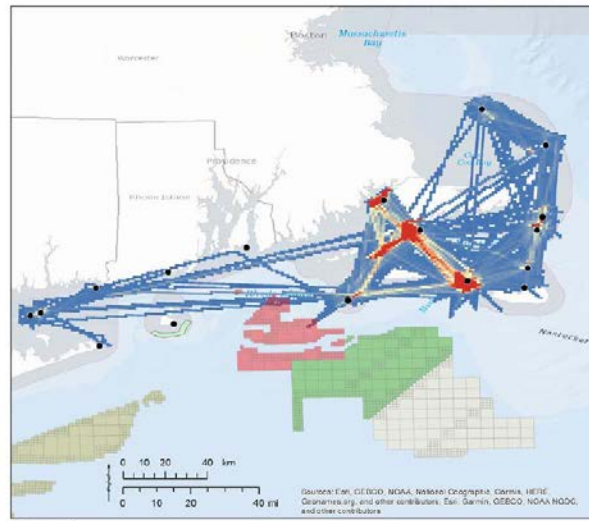 Boston
Massachusetts
Bay
Worcester
Providence
Rhode Island
Nantucket
0 10 20 40 km
0 10 20 40 mi
Sources: Esri, GEBCO, NOAA, National Geographic, Garmin, HERE,
Geonames.org, and other contributors, Esri, Garmin, GEBCO, NOAA NGDC,
and other contributors